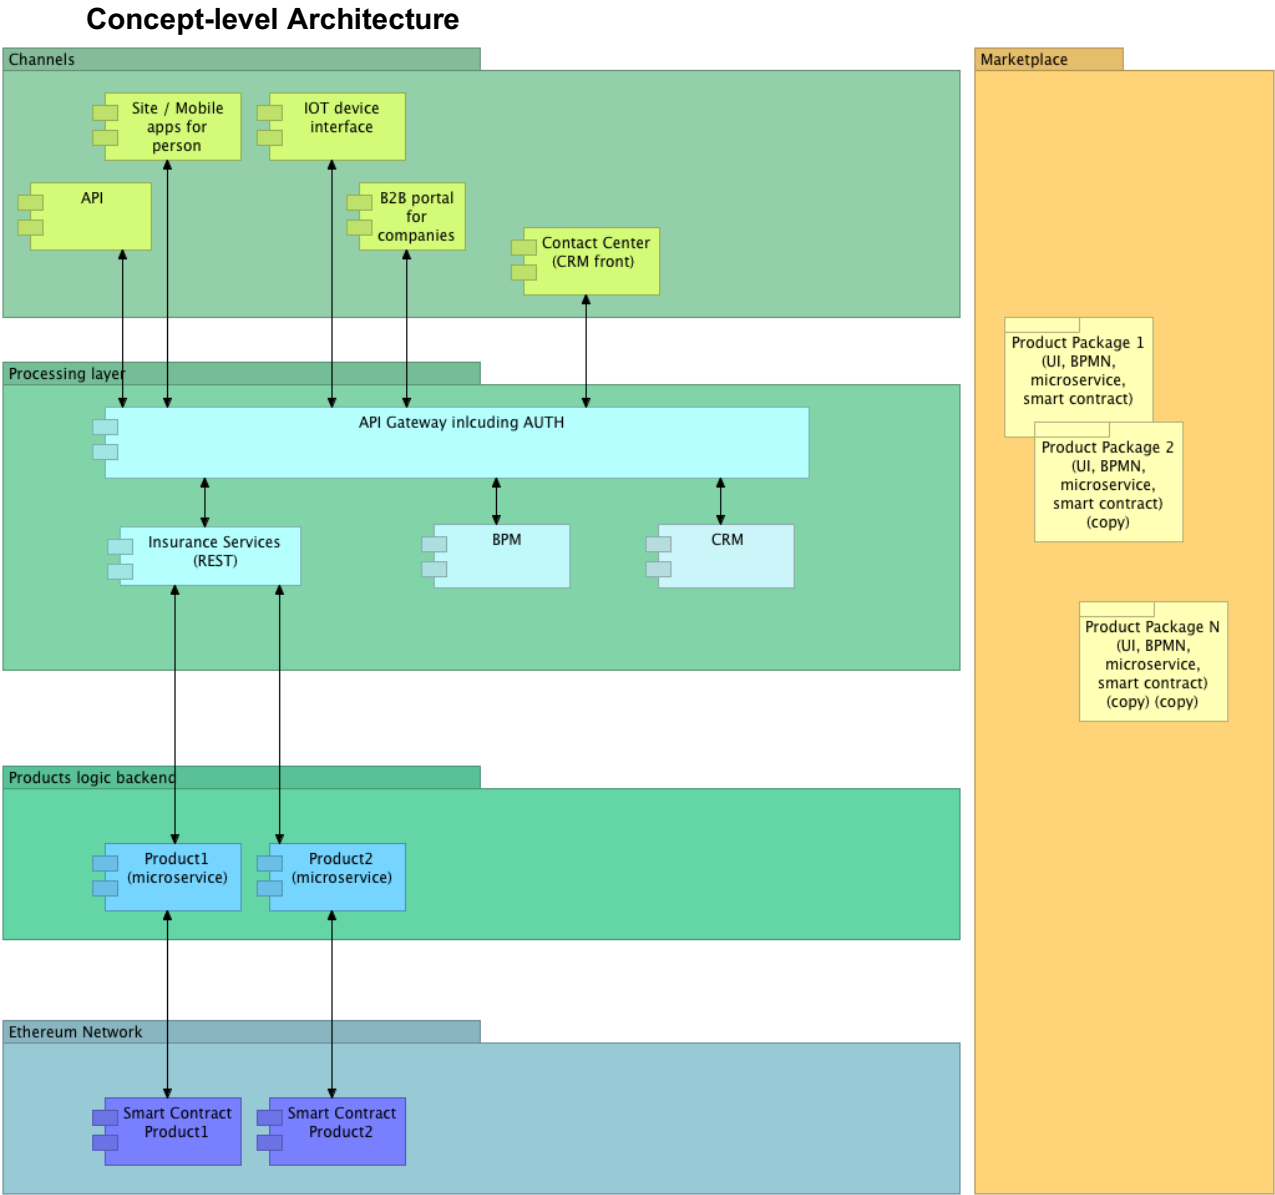 Concept-level Architecture
Channels
Site / Mobile
apps for
person
IOT device
interface
API
B2B portal
for
companies
Contact Center
(CRM front)
Processing layer
API Gateway inlcuding AUTH
Insurance Services
(REST)
BPM
CRM
Products logic backend
Product1
(microservice)
Product2
(microservice)
Ethereum Network
Smart Contract
Product1
Smart Contract
Product2
Marketplace
Product Package 1
(UI, BPMN,
microservice,
smart contract)
Product Package 2
(UI, BPMN,
microservice,
smart contract)
(copy)
Product Package N
(UI, BPMN,
microservice,
smart contract)
(copy) (copy)